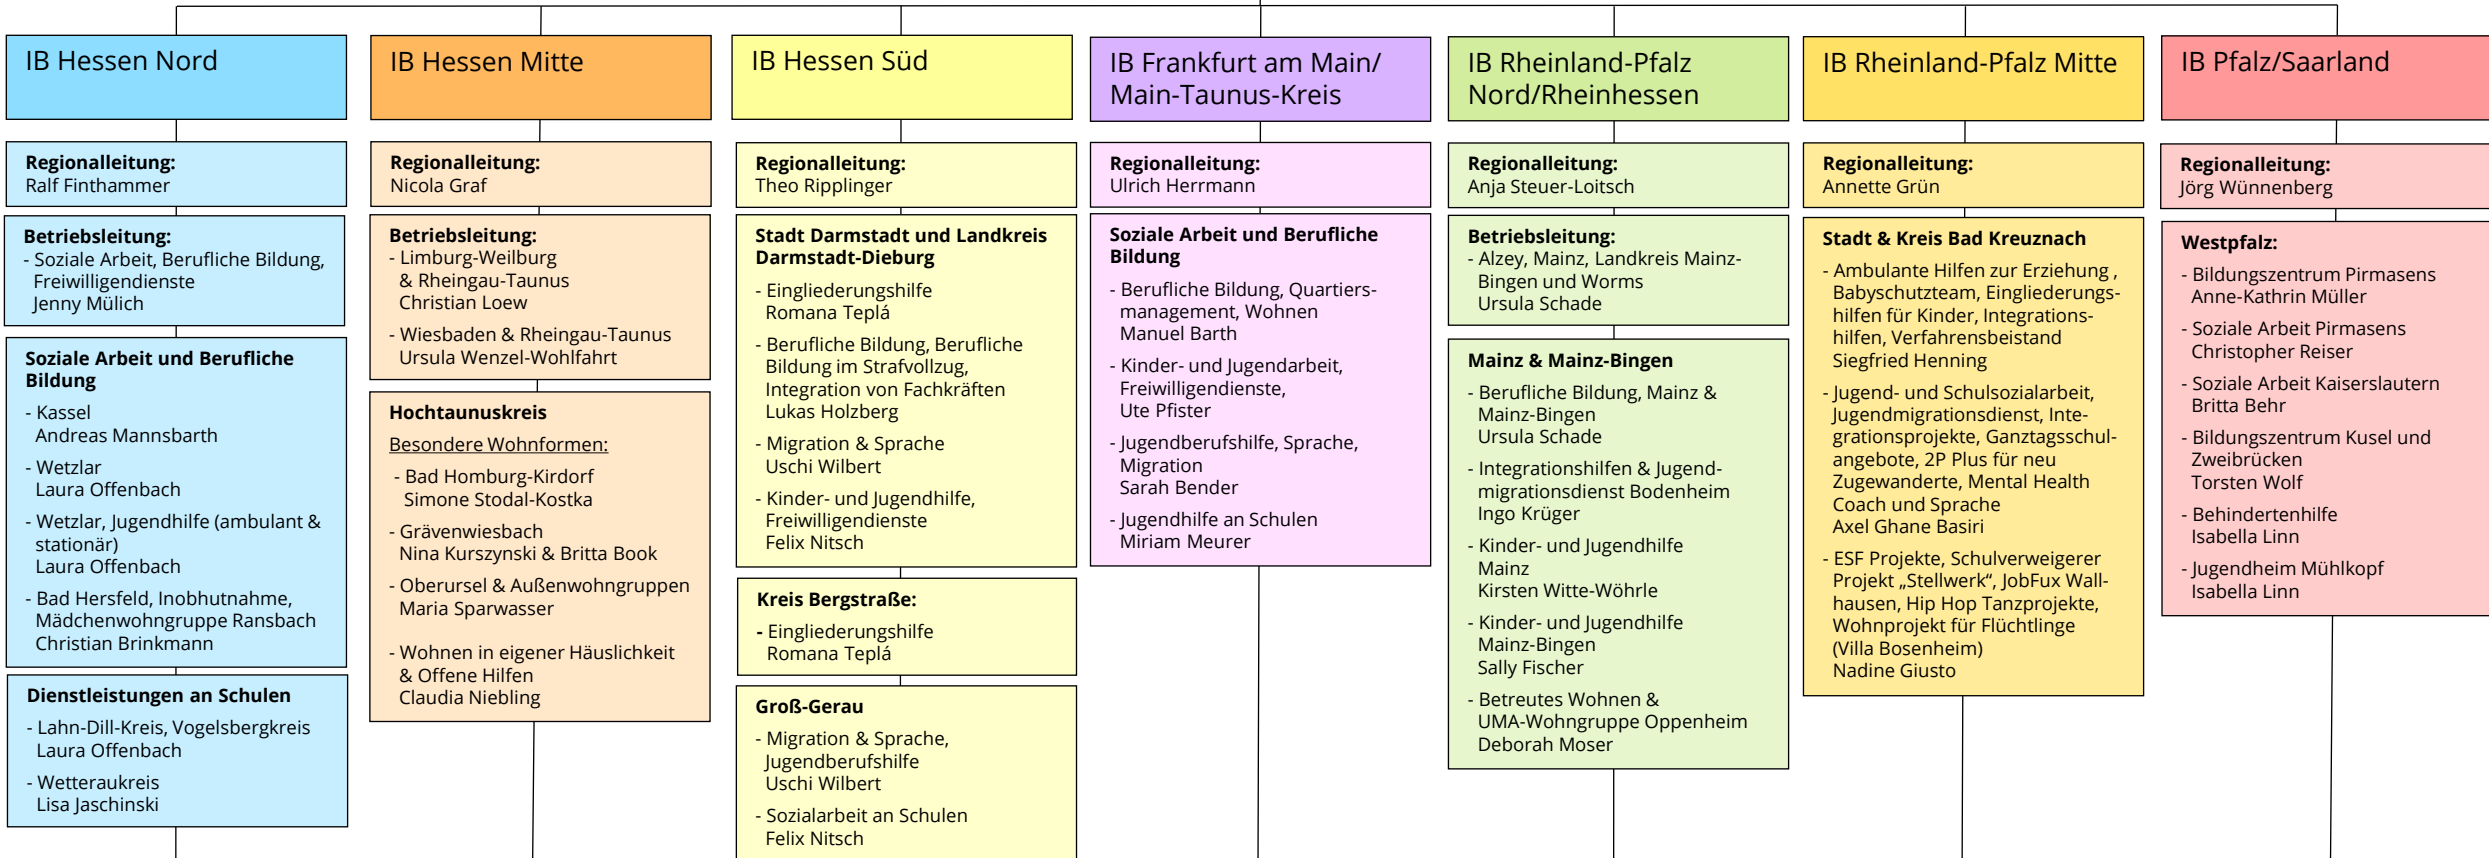 IB Hessen Nord
Regionalleitung:
Ralf Finthammer
Betriebsleitung:
- Soziale Arbeit, Berufliche Bildung,
Freiwilligendienste
Jenny Mülich
Soziale Arbeit und Berufliche
Bildung
- Kassel
Andreas Mannsbarth
- Wetzlar
Laura Offenbach
- Wetzlar, Jugendhilfe (ambulant &
stationär)
Laura Offenbach
- Bad Hersfeld, Inobhutnahme,
Mädchenwohngruppe Ransbach
Christian Brinkmann
Dienstleistungen an Schulen
- Lahn-Dill-Kreis, Vogelsbergkreis
Laura Offenbach
- Wetteraukreis
Lisa Jaschinski
IB Hessen Mitte
Regionalleitung:
Nicola Graf
Betriebsleitung:
- Limburg-Weilburg
& Rheingau-Taunus
Christian Loew
- Wiesbaden & Rheingau-Taunus
Ursula Wenzel-Wohlfahrt
Hochtaunuskreis
Besondere Wohnformen:
- Bad Homburg-Kirdorf
Simone Stodal-Kostka
- Grävenwiesbach
Nina Kurszynski & Britta Book
- Oberursel & Außenwohngruppen
Maria Sparwasser
- Wohnen in eigener Häuslichkeit
& Offene Hilfen
Claudia Niebling
IB Hessen Süd
Regionalleitung:
Theo Ripplinger
Stadt Darmstadt und Landkreis
Darmstadt-Dieburg
- Eingliederungshilfe
Romana Teplá
- Berufliche Bildung, Berufliche
Bildung im Strafvollzug,
Integration von Fachkräften
Lukas Holzberg
- Migration & Sprache
Uschi Wilbert
- Kinder- und Jugendhilfe,
Freiwilligendienste
Felix Nitsch
Kreis Bergstraße:
- Eingliederungshilfe
Romana Teplá
Groß-Gerau
- Migration & Sprache,
Jugendberufshilfe
Uschi Wilbert
- Sozialarbeit an Schulen
Felix Nitsch
IB Frankfurt am Main/
Main-Taunus-Kreis
Regionalleitung:
Ulrich Herrmann
Soziale Arbeit und Berufliche
Bildung
- Berufliche Bildung, Quartiers-
management, Wohnen
Manuel Barth
- Kinder- und Jugendarbeit,
Freiwilligendienste,
Ute Pfister
- Jugendberufshilfe, Sprache,
Migration
Sarah Bender
- Jugendhilfe an Schulen
Miriam Meurer
IB Rheinland-Pfalz
Nord/Rheinhessen
Regionalleitung:
Anja Steuer-Loitsch
Betriebsleitung:
- Alzey, Mainz, Landkreis Mainz-
Bingen und Worms
Ursula Schade
Mainz & Mainz-Bingen
- Berufliche Bildung, Mainz &
Mainz-Bingen
Ursula Schade
- Integrationshilfen & Jugend-
migrationsdienst Bodenheim
Ingo Krüger
- Kinder- und Jugendhilfe
Mainz
Kirsten Witte-Wöhrle
- Kinder- und Jugendhilfe
Mainz-Bingen
Sally Fischer
- Betreutes Wohnen &
UMA-Wohngruppe Oppenheim
Deborah Moser
IB Rheinland-Pfalz Mitte
Regionalleitung:
Annette Grün
Stadt & Kreis Bad Kreuznach
- Ambulante Hilfen zur Erziehung ,
Babyschutzteam, Eingliederungs-
hilfen für Kinder, Integrations-
hilfen, Verfahrensbeistand
Siegfried Henning
- Jugend- und Schulsozialarbeit,
Jugendmigrationsdienst, Inte-
grationsprojekte, Ganztagsschul-
angebote, 2P Plus für neu
Zugewanderte, Mental Health
Coach und Sprache
Axel Ghane Basiri
- ESF Projekte, Schulverweigerer
Projekt „Stellwerk“, JobFux Wall-
hausen, Hip Hop Tanzprojekte,
Wohnprojekt für Flüchtlinge
(Villa Bosenheim)
Nadine Giusto
IB Pfalz/Saarland
Regionalleitung:
Jörg Wünnenberg
Westpfalz:
- Bildungszentrum Pirmasens
Anne-Kathrin Müller
- Soziale Arbeit Pirmasens
Christopher Reiser
- Soziale Arbeit Kaiserslautern
Britta Behr
- Bildungszentrum Kusel und
Zweibrücken
Torsten Wolf
- Behindertenhilfe
Isabella Linn
- Jugendheim Mühlkopf
Isabella Linn